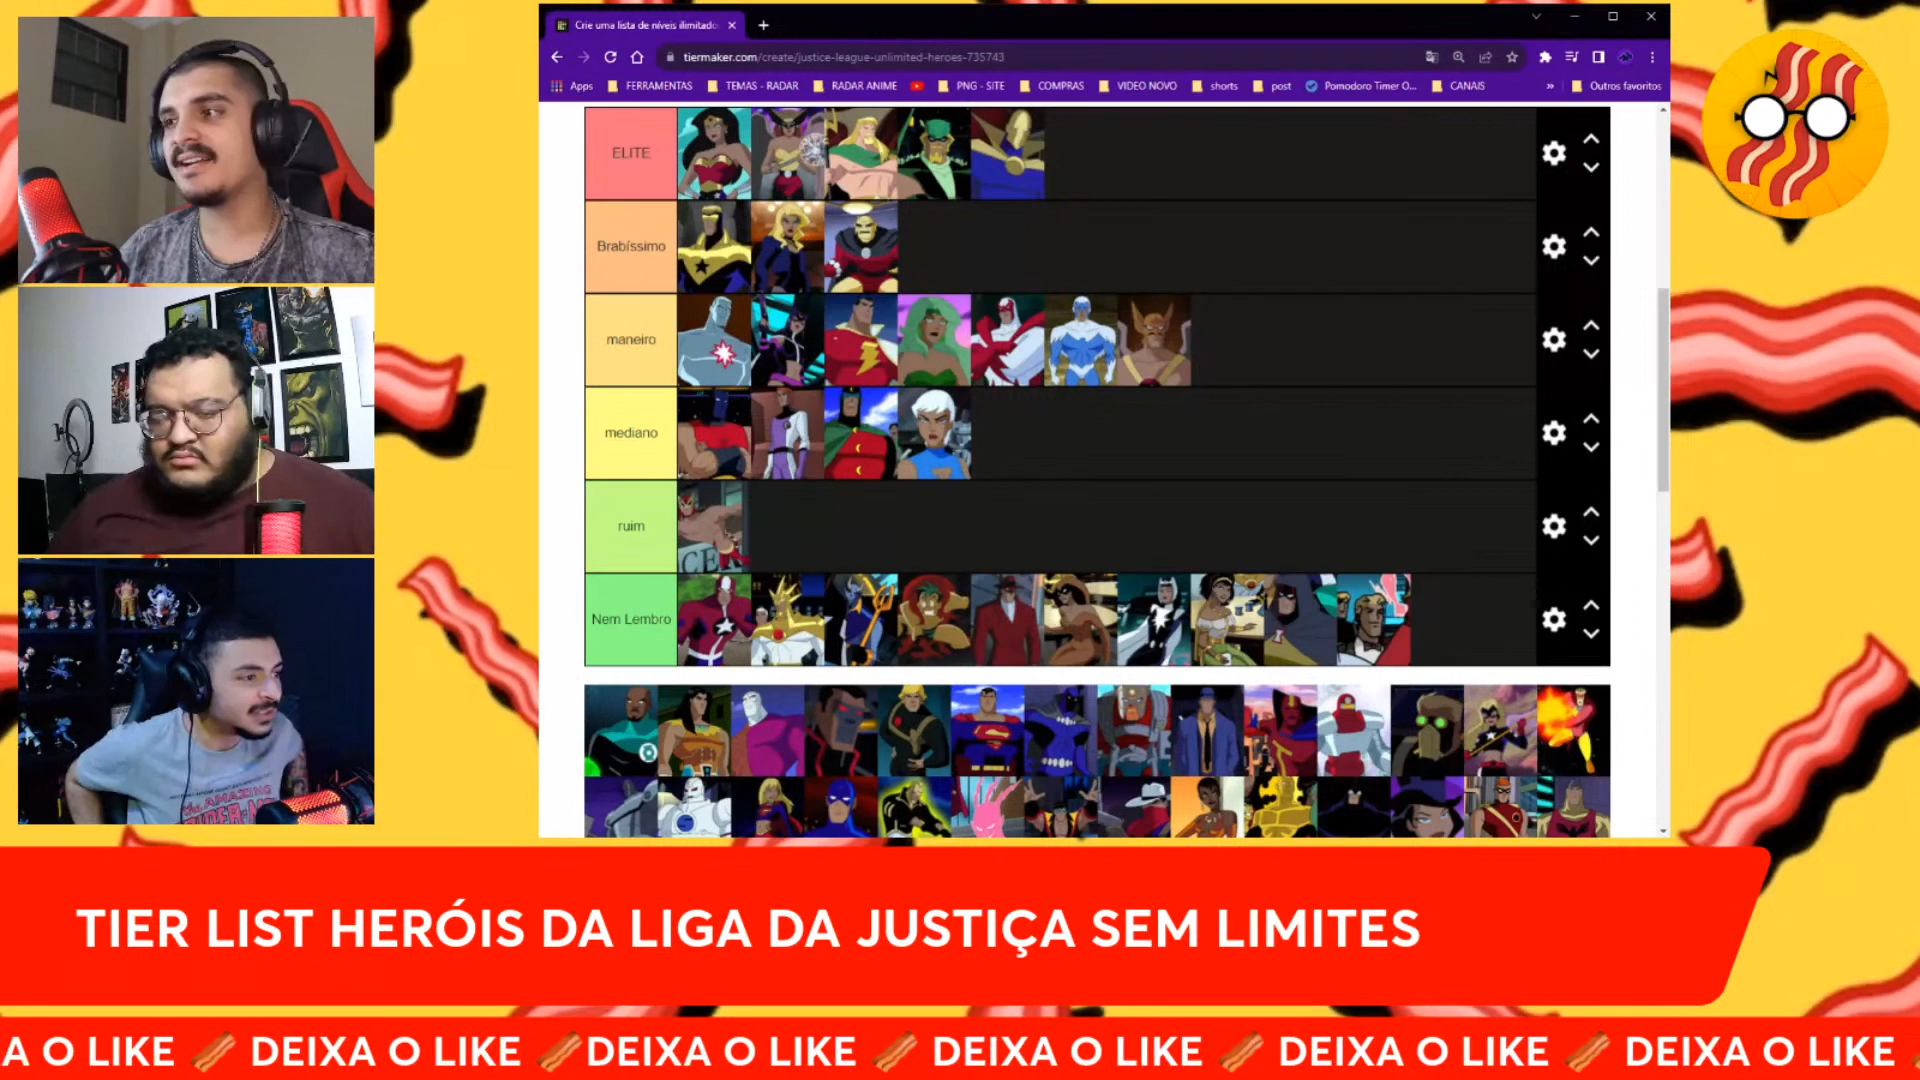 Crie uma lista de níveis ilimitado
tiermaker.com/create/justice-league-unlimited-heroes-735743
Apps FERRAMENTAS TEMAS - RADAR RADAR ANIME PNG - SITE COMPRAS VIDEO NOVO shorts post Pomodoro Timer O... CANAIS » Outros favoritos
ELITE
Brabíssimo
maneiro
mediano
ruim
Nem Lembro
AMAZING
TIER LIST HERÓIS DA LIGA DA JUSTIÇA SEM LIMITES
A O LIKE DEIXA O LIKE DEIXA O LIKE DEIXA O LIKE DEIXA O LIKE DEIXA O LIKE